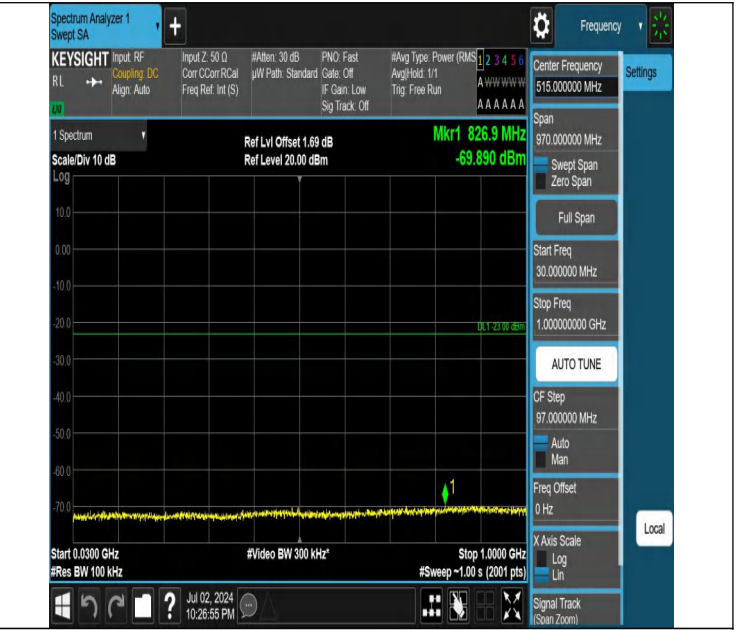 Spectrum Analyzer 1
Swept SA
+
Frequency
KEYSIGHT
RL
Input: RF
Coupling: DC
Align: Auto
Input Z: 50 Ω
Corr CCorr RCal
Freq Ref: Int (S)
#Atten: 30 dB
µW Path: Standard
PNO: Fast
Gate: Off
IF Gain: Low
Sig Track: Off
#Avg Type: Power (RMS
Avg|Hold: 1/1
Trig: Free Run
1 2 3 4 5 6
A W W W W W
A A A A A A
1 Spectrum
Scale/Div 10 dB
Log
Ref Lvl Offset 1.69 dB
Ref Level 20.00 dBm
Mkr1 826.9 MHz
-69.890 dBm
10.0
0.00
-10.0
-20.0
DL1 -23.00 dBm
-30.0
-40.0
-50.0
-60.0
-70.0
1
Start 0.0300 GHz
#Res BW 100 kHz
#Video BW 300 kHz*
Stop 1.0000 GHz
#Sweep ~1.00 s (2001 pts)
Jul 02, 2024
10:26:55 PM
Center Frequency
515.000000 MHz
Span
970.000000 MHz
Swept Span
Zero Span
Full Span
Start Freq
30.000000 MHz
Stop Freq
1.000000000 GHz
AUTO TUNE
CF Step
97.000000 MHz
Auto
Man
Freq Offset
0 Hz
X Axis Scale
Log
Lin
Signal Track
(Span Zoom)
Settings
Local